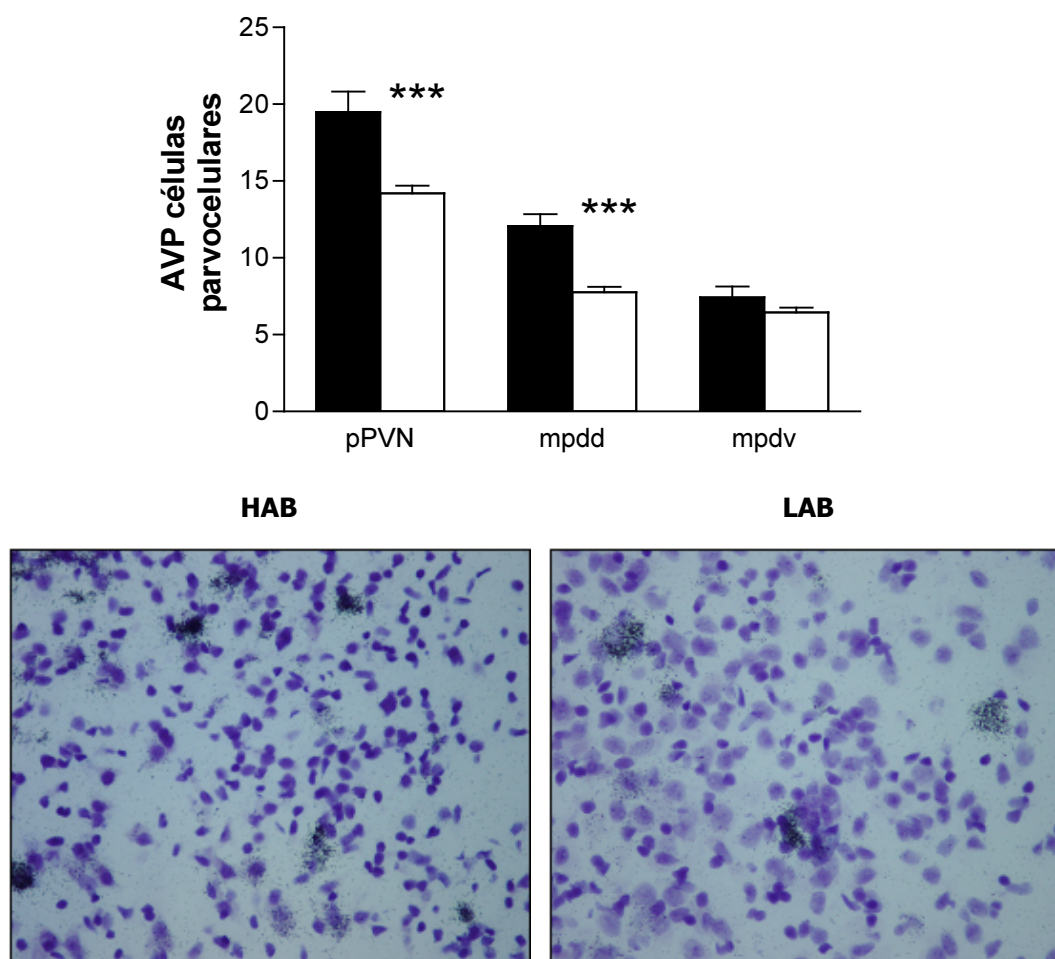 25
20
15
10
5
0
AVP células
parvocelulares
***
***
pPVN
mpdd
mpdv
HAB
LAB